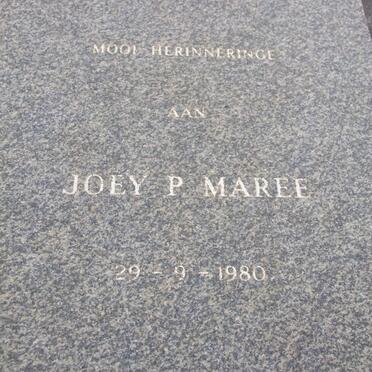 MOOI HERINNERINGE
AAN
JOEY P MAREE
29 - 9 - 1980